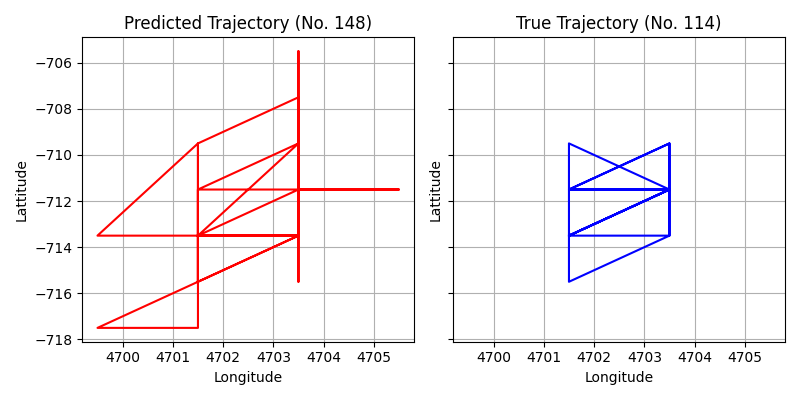 Predicted Trajectory (No. 148)
Lattitude
−706
−708
−710
−712
−714
−716
−718
4700 4701 4702 4703 4704 4705
Longitude
True Trajectory (No. 114)
Lattitude
4700 4701 4702 4703 4704 4705
Longitude